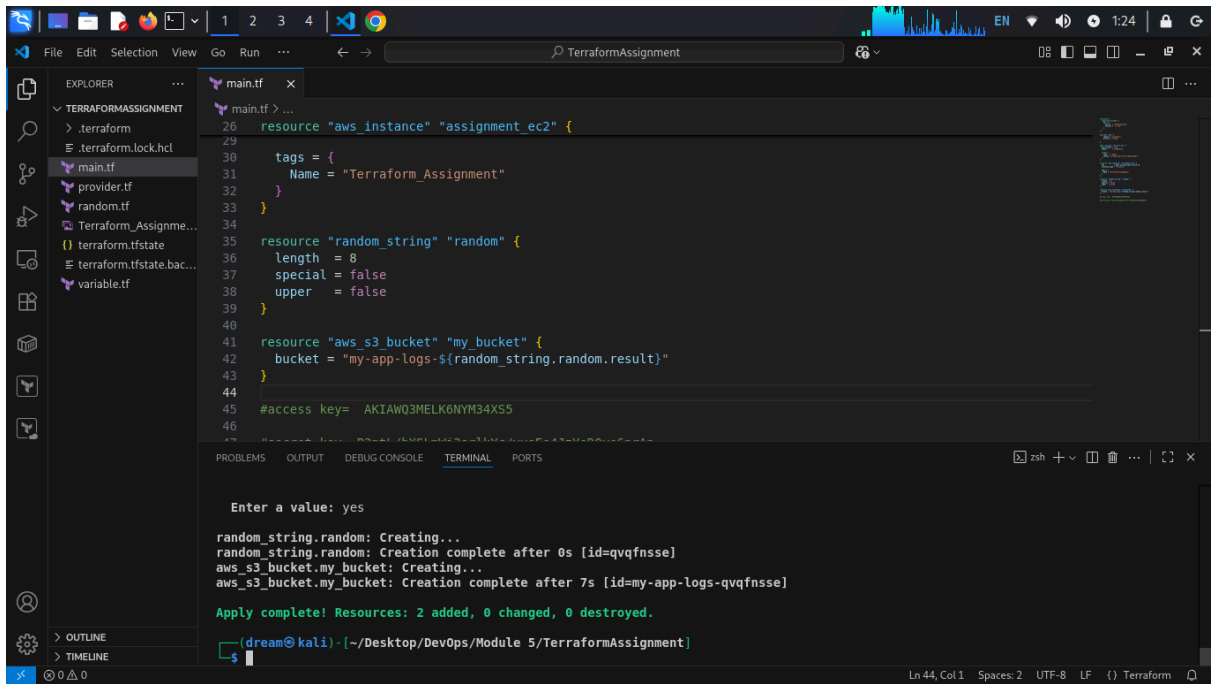 1 2 3 4 EN 1:24
File Edit Selection View Go Run ··· TerraformAssignment
EXPLORER
TERRAFORMASSIGNMENT
.terraform
.terraform.lock.hcl
main.tf
provider.tf
random.tf
Terraform_Assignme...
terraform.tfstate
terraform.tfstate.bac...
variable.tf
OUTLINE
TIMELINE
main.tf
main.tf > ...
26 resource "aws_instance" "assignment_ec2" {
29
30 tags = {
31 Name = "Terraform_Assignment"
32 }
33 }
34
35 resource "random_string" "random" {
36 length  = 8
37 special = false
38 upper   = false
39 }
40
41 resource "aws_s3_bucket" "my_bucket" {
42 bucket = "my-app-logs-${random_string.random.result}"
43 }
44
45 #access key=  AKIAWQ3MELK6NYM34XS5
46
PROBLEMS OUTPUT DEBUG CONSOLE TERMINAL PORTS zsh
Enter a value: yes
random_string.random: Creating...
random_string.random: Creation complete after 0s [id=qvqfnsse]
aws_s3_bucket.my_bucket: Creating...
aws_s3_bucket.my_bucket: Creation complete after 7s [id=my-app-logs-qvqfnsse]
Apply complete! Resources: 2 added, 0 changed, 0 destroyed.
(dream㉿kali)-[~/Desktop/DevOps/Module 5/TerraformAssignment]
$
0 0 Ln 44, Col 1 Spaces: 2 UTF-8 LF {} Terraform